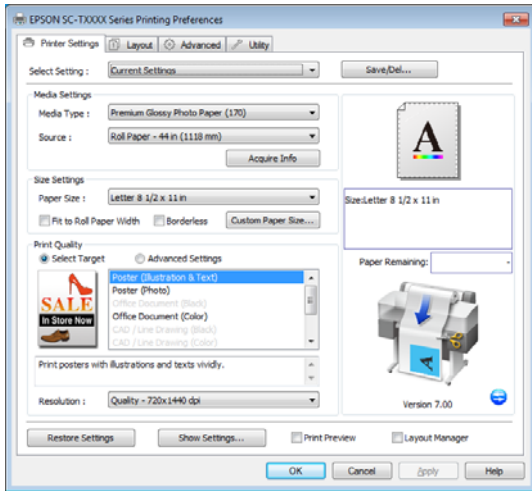 EPSON SC-TXXXX Series Printing Preferences
Printer Settings
Layout
Advanced
Utility
Select Setting :
Current Settings
Save/Del...
Media Settings
Media Type :
Premium Glossy Photo Paper (170)
Source :
Roll Paper - 44 in (1118 mm)
Acquire Info
Size Settings
Paper Size :
Letter 8 1/2 x 11 in
Fit to Roll Paper Width
Borderless
Custom Paper Size...
Print Quality
Select Target
Advanced Settings
SALE
In Store Now
Poster (Illustration & Text)
Poster (Photo)
Office Document (Black)
Office Document (Color)
CAD / Line Drawing (Black)
CAD / Line Drawing (Color)
Print posters with illustrations and texts vividly.
Resolution :
Quality - 720x1440 dpi
A
Size:Letter 8 1/2 x 11 in
Paper Remaining:
-
A
Version 7.00
Restore Settings
Show Settings...
Print Preview
Layout Manager
OK
Cancel
Apply
Help